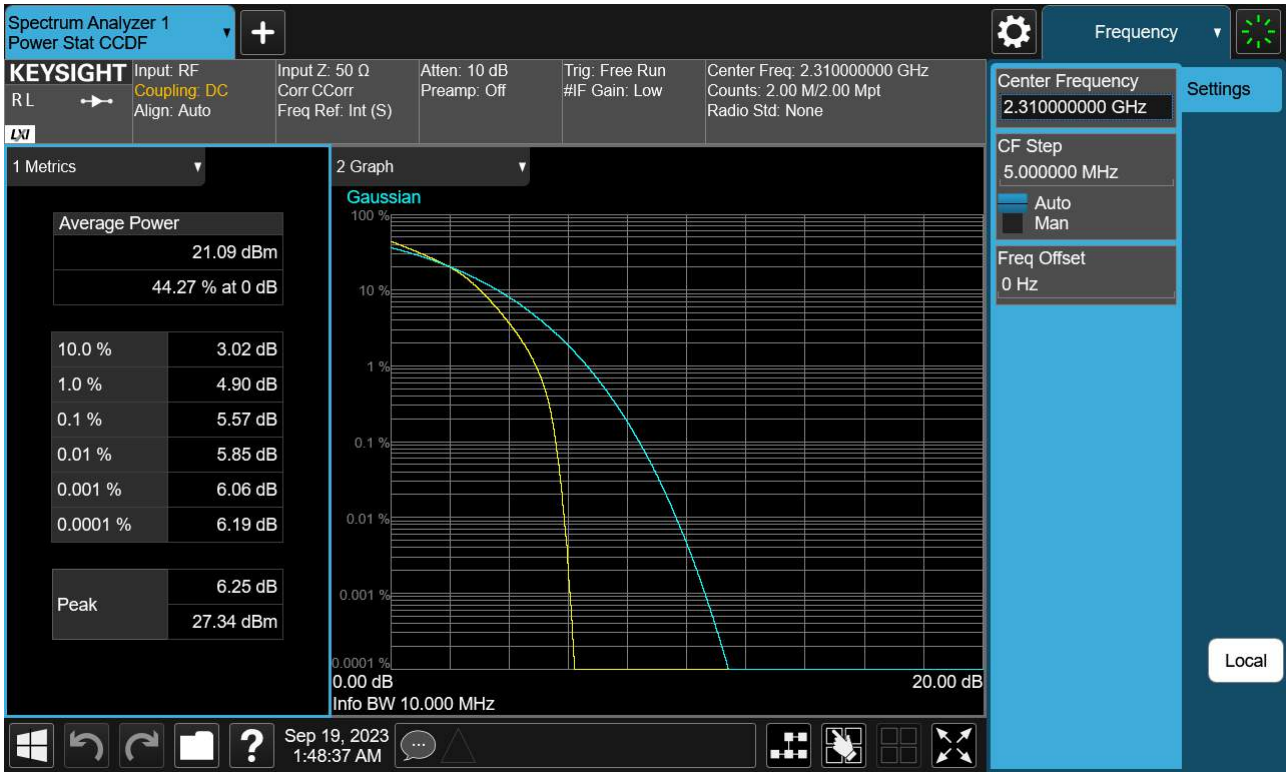 Spectrum Analyzer 1
Power Stat CCDF
+
Frequency
KEYSIGHT
R L
LXI
Input: RF
Coupling: DC
Align: Auto
Input Z: 50 Ω
Corr CCorr
Freq Ref: Int (S)
Atten: 10 dB
Preamp: Off
Trig: Free Run
#IF Gain: Low
Center Freq: 2.310000000 GHz
Counts: 2.00 M/2.00 Mpt
Radio Std: None
Center Frequency
2.310000000 GHz
Settings
CF Step
5.000000 MHz
Auto
Man
Freq Offset
0 Hz
1 Metrics
Average Power
21.09 dBm
44.27 % at 0 dB
10.0 % 3.02 dB
1.0 % 4.90 dB
0.1 % 5.57 dB
0.01 % 5.85 dB
0.001 % 6.06 dB
0.0001 % 6.19 dB
Peak
6.25 dB
27.34 dBm
2 Graph
Gaussian
100 %
10 %
1 %
0.1 %
0.01 %
0.001 %
0.0001 %
0.00 dB 20.00 dB
Info BW 10.000 MHz
Local
?
Sep 19, 2023
1:48:37 AM